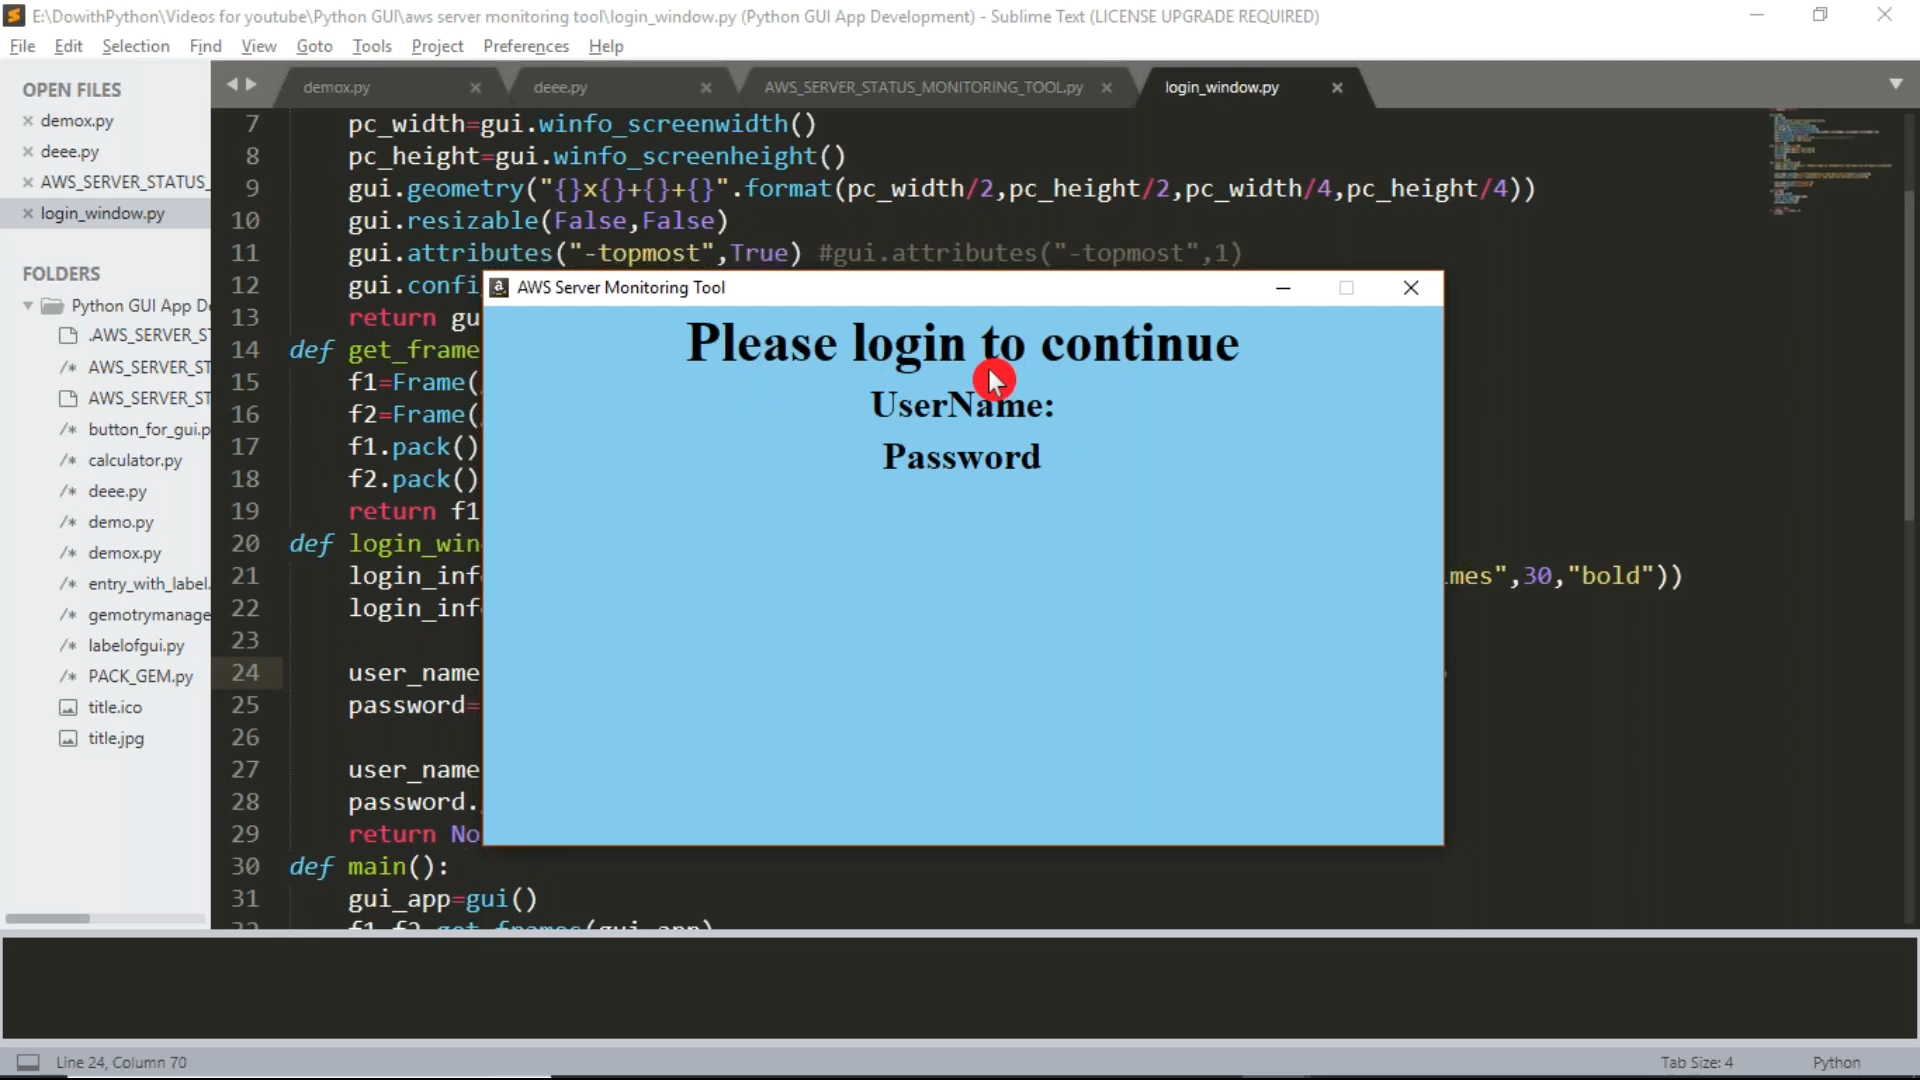 E:\DowithPython\Videos for youtube\Python GUI\aws server monitoring tool\login_window.py (Python GUI App Development) - Sublime Text (LICENSE UPGRADE REQUIRED)
File Edit Selection Find View Goto Tools Project Preferences Help
OPEN FILES
demox.py
deee.py
AWS_SERVER_STATUS_
login_window.py
FOLDERS
Python GUI App De
.AWS_SERVER_ST
AWS_SERVER_ST
AWS_SERVER_ST
button_for_gui.p
calculator.py
deee.py
demo.py
demox.py
entry_with_label.
gemotrymanage
labelofgui.py
PACK_GEM.py
title.ico
title.jpg
demox.py deee.py AWS_SERVER_STATUS_MONITORING_TOOL.py login_window.py
7 pc_width=gui.winfo_screenwidth()
8 pc_height=gui.winfo_screenheight()
9 gui.geometry("{}x{}+{}+{}".format(pc_width/2,pc_height/2,pc_width/4,pc_height/4))
10 gui.resizable(False,False)
11 gui.attributes("-topmost",True) #gui.attributes("-topmost",1)
12 gui.confi
13 return gu
14 def get_frame
15 f1=Frame(
16 f2=Frame(
17 f1.pack()
18 f2.pack()
19 return f1
20 def login_win
21 login_inf mes",30,"bold"))
22 login_inf
23
24 user_name
25 password=
26
27 user_name
28 password.
29 return No
30 def main():
31 gui_app=gui()
32 f1,f2=get_frames(gui_app)
AWS Server Monitoring Tool
Please login to continue
UserName:
Password
Line 24, Column 70
Tab Size: 4 Python